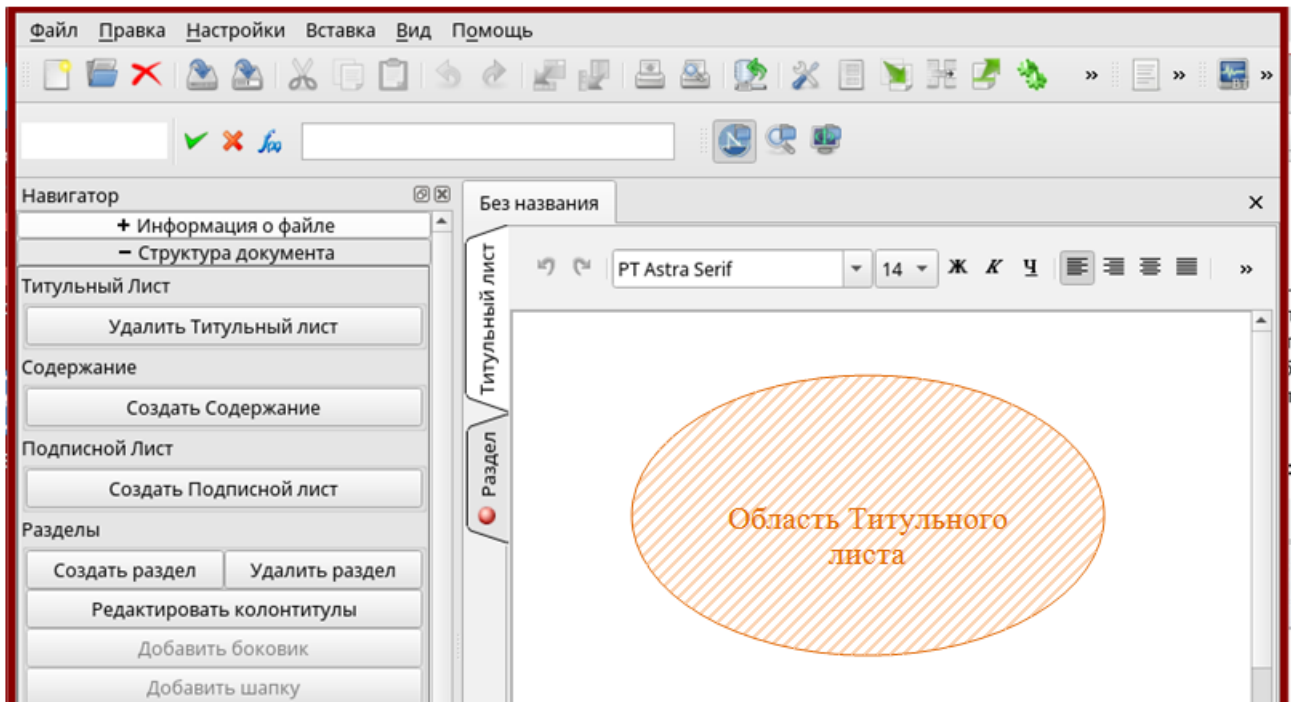 Файл Правка Настройки Вставка Вид Помощь
» » »
Навигатор
+ Информация о файле
− Структура документа
Титульный Лист
Удалить Титульный лист
Содержание
Создать Содержание
Подписной Лист
Создать Подписной лист
Разделы
Создать раздел Удалить раздел
Редактировать колонтитулы
Добавить боковик
Добавить шапку
Без названия
Титульный лист
Раздел
PT Astra Serif 14 Ж К Ч »
Область Титульного
листа